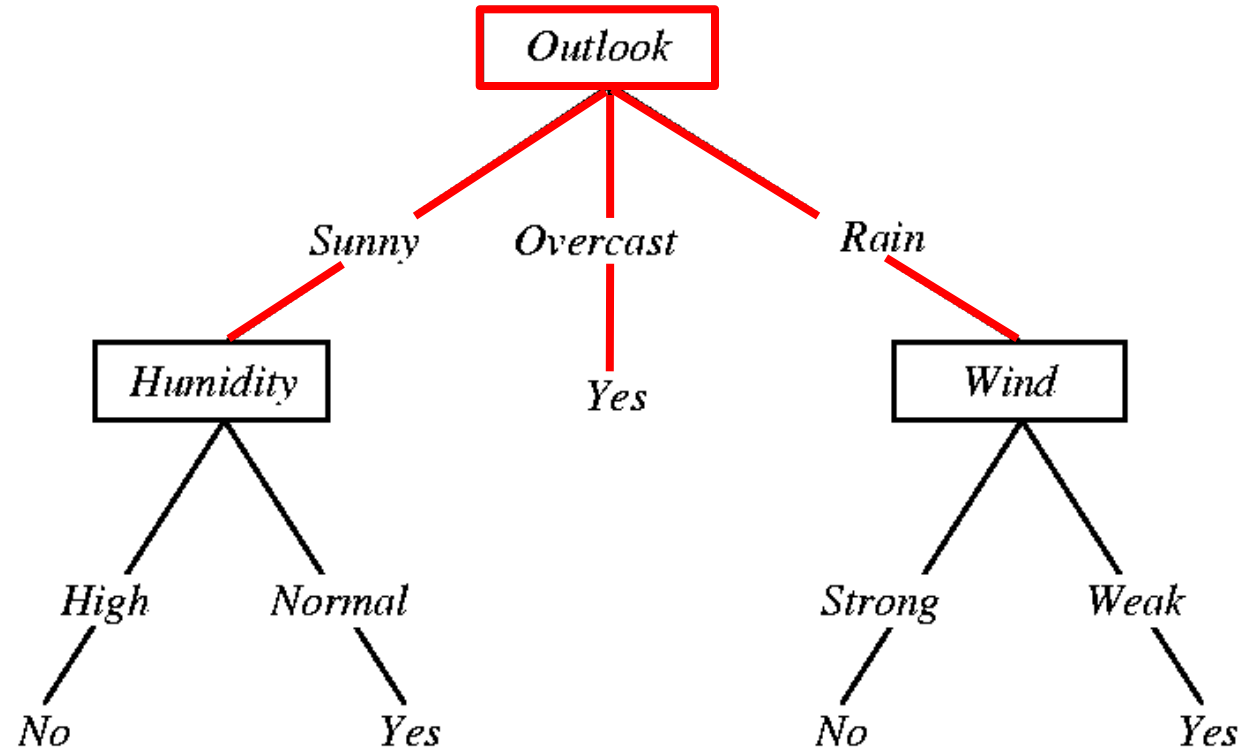 Outlook
Sunny Overcast Rain
Humidity Yes Wind
High Normal Strong Weak
No Yes No Yes